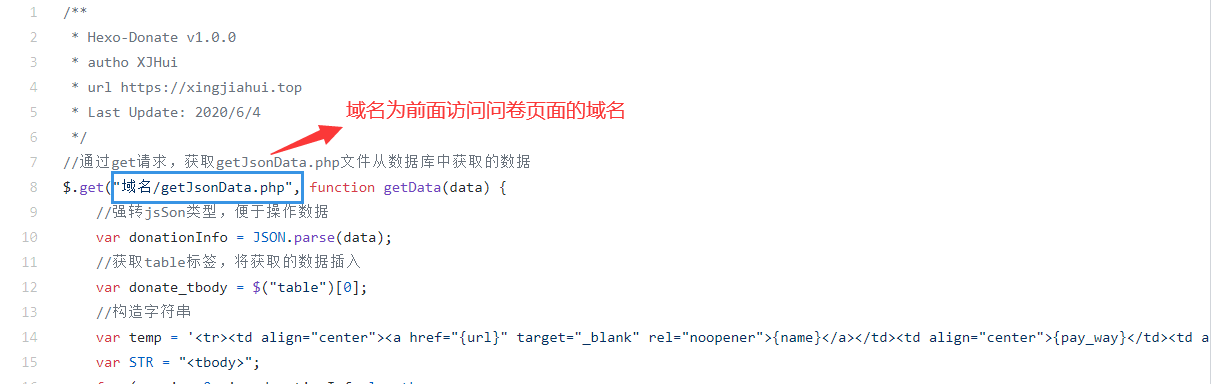 1 /**
2 * Hexo-Donate v1.0.0
3 * autho XJHui
4 * url https://xingjiahui.top
5 * Last Update: 2020/6/4
域名为前面访问问卷页面的域名
6 */
7 //通过get请求，获取getJsonData.php文件从数据库中获取的数据
8 $.get("域名/getJsonData.php", function getData(data) {
9 //强转jsSon类型，便于操作数据
10 var donationInfo = JSON.parse(data);
11 //获取table标签，将获取的数据插入
12 var donate_tbody = $("table")[0];
13 //构造字符串
14 var temp = '<tr><td align="center"><a href="{url}" target="_blank" rel="noopener">{name}</a></td><td align="center">{pay_way}</td><td a
15 var STR = "<tbody>";